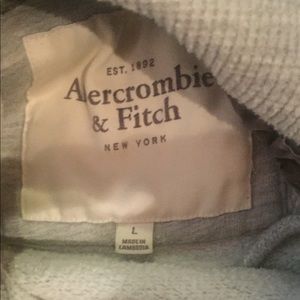 EST. 1892
Abercrombie
& Fitch
NEW YORK
L
MADE IN
CAMBODIA